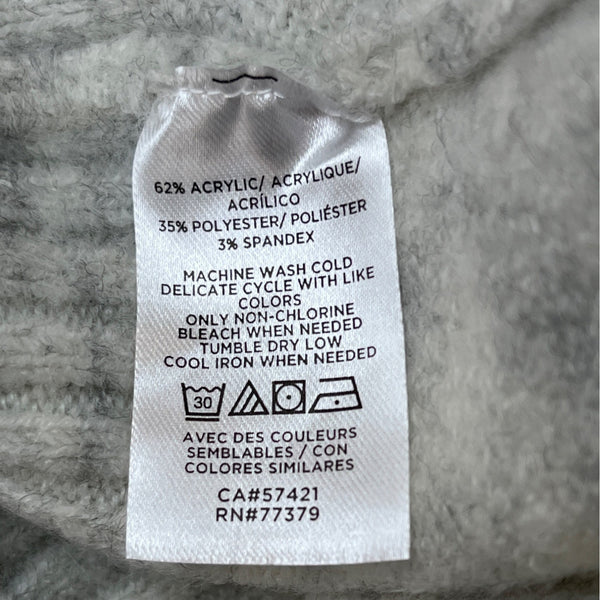 62% ACRYLIC/ ACRYLIQUE/
ACRÍLICO
35% POLYESTER/ POLIÉSTER
3% SPANDEX
MACHINE WASH COLD
DELICATE CYCLE WITH LIKE
COLORS
ONLY NON-CHLORINE
BLEACH WHEN NEEDED
TUMBLE DRY LOW
COOL IRON WHEN NEEDED
30
AVEC DES COULEURS
SEMBLABLES / CON
COLORES SIMILARES
CA#57421
RN#77379